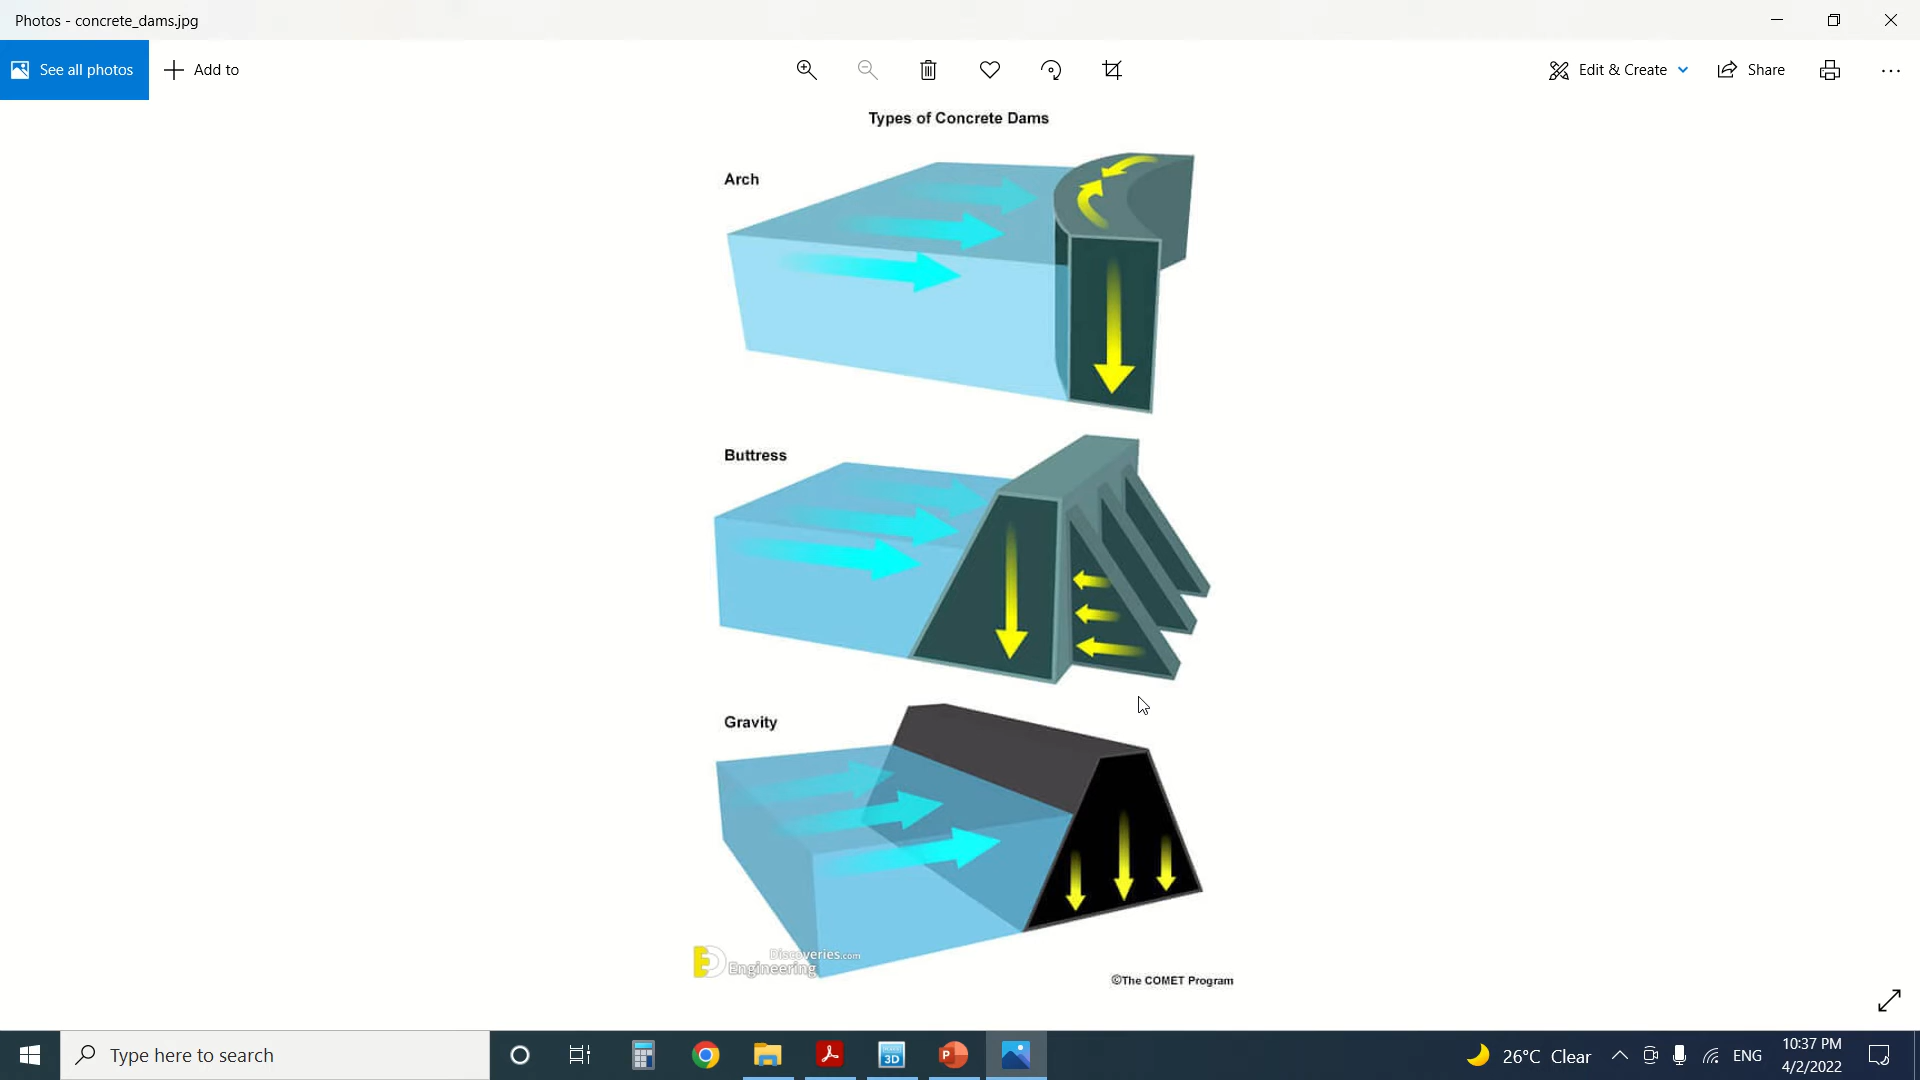 Photos - concrete_dams.jpg
See all photos
Add to
Edit & Create
Share
Types of Concrete Dams
Arch
Buttress
Gravity
Discoveries.com
Engineering
©The COMET Program
Type here to search
3D
P
26°C Clear
ENG
10:37 PM
4/2/2022